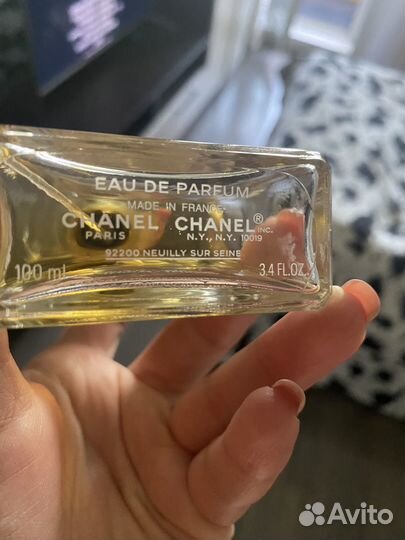 EAU DE PARFUM
MADE IN FRANCE
CHANEL CHANEL® INC.
PARIS N.Y., N.Y. 10019
92200 NEUILLY SUR SEINE
100 ml 3.4 FL.OZ.
Avito